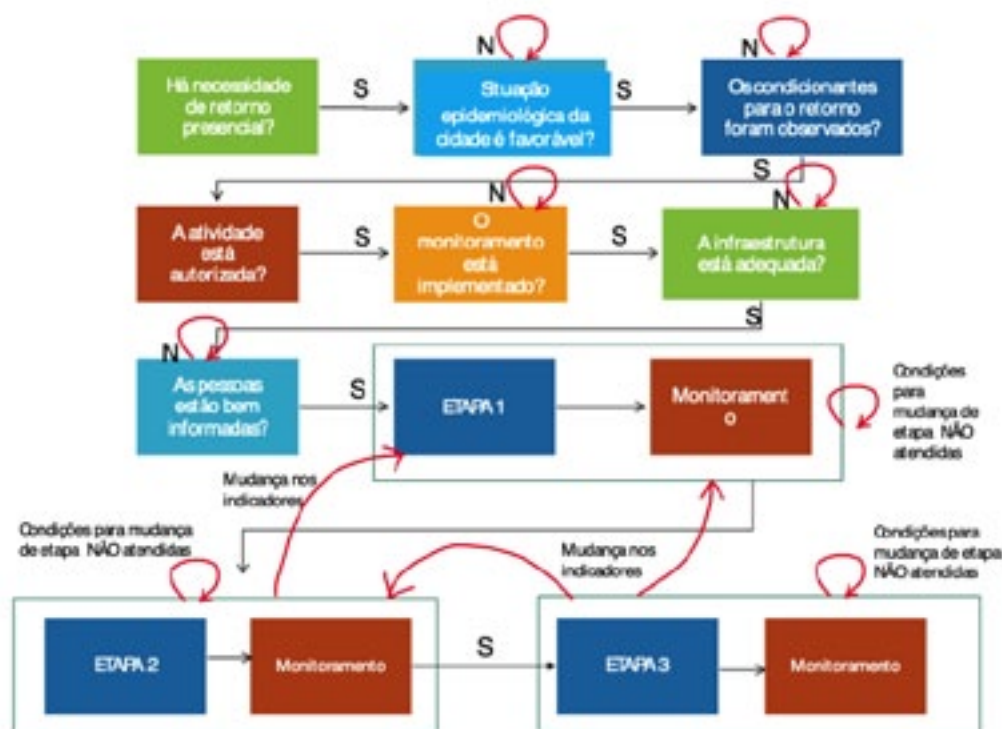 N
N
Há necessidade
de retorno
presencial?
S
Situação
epidemiológica da
cidade é favorável?
S
Os condicionantes
para o retorno
foram observados?
S
N
N
A atividade
está
autorizada?
S
O
monitoramento
está
implementado?
S
A infraestrutura
está adequada?
S
N
As pessoas
estão bem
informadas?
S
ETAPA 1
Monitorament
o
Condições
para
mudança de
etapa NÃO
atendidas
Mudança nos
indicadores
Condições para mudança
de etapa NÃO atendidas
Mudança nos
indicadores
Condições para
mudança de etapa
NÃO atendidas
ETAPA 2
Monitoramento
S
ETAPA 3
Monitoramento